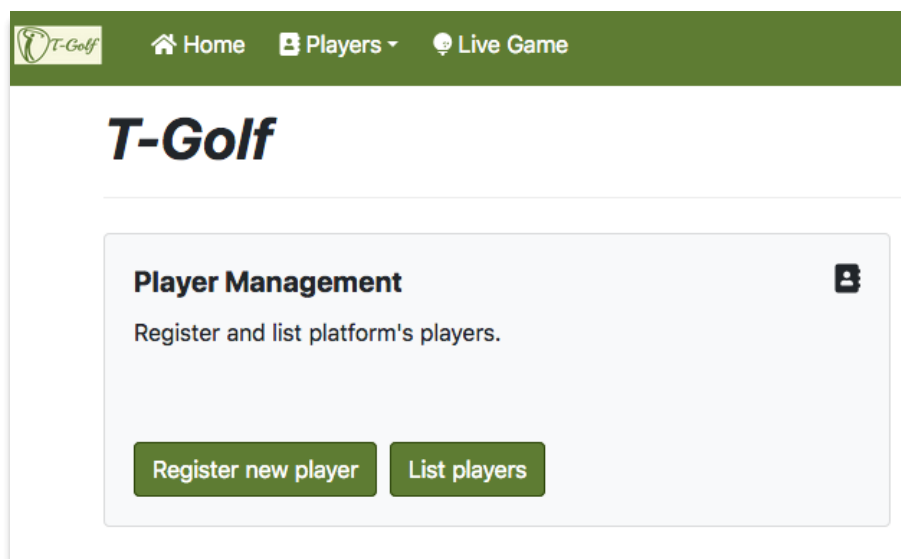 T-Golf
Home Players Live Game
T-Golf
Player Management
Register and list platform's players.
Register new player List players